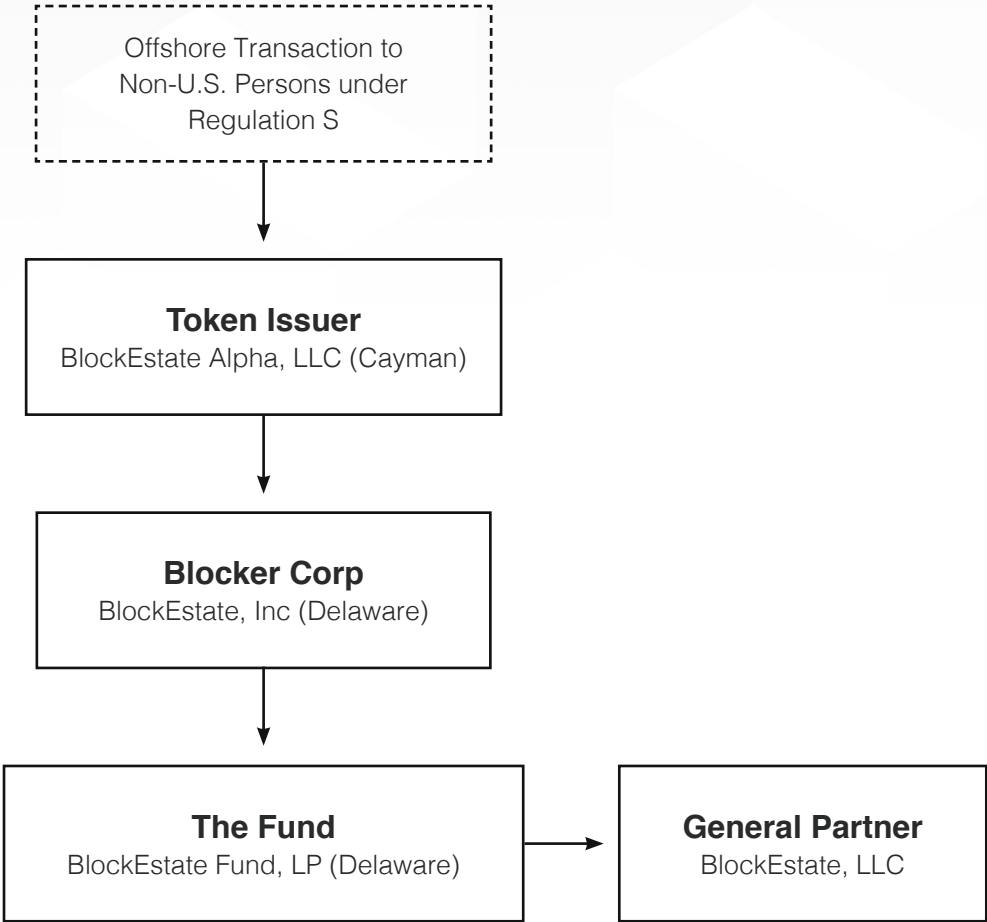 Offshore Transaction to
Non-U.S. Persons under
Regulation S
Token Issuer
BlockEstate Alpha, LLC (Cayman)
Blocker Corp
BlockEstate, Inc (Delaware)
The Fund
BlockEstate Fund, LP (Delaware)
General Partner
BlockEstate, LLC